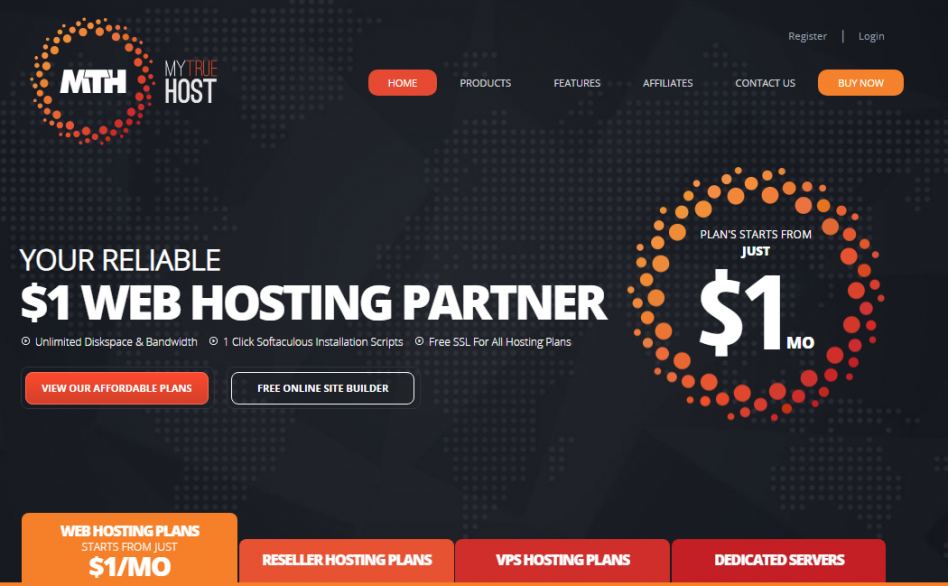 Register | Login
MTH
MYTRUE
HOST
HOME PRODUCTS FEATURES AFFILIATES CONTACT US BUY NOW
PLAN'S STARTS FROM
JUST
$1 MO
YOUR RELIABLE
$1 WEB HOSTING PARTNER
Unlimited Diskspace & Bandwidth 1 Click Softaculous Installation Scripts Free SSL For All Hosting Plans
VIEW OUR AFFORDABLE PLANS FREE ONLINE SITE BUILDER
WEB HOSTING PLANS
STARTS FROM JUST
$1/MO
RESELLER HOSTING PLANS VPS HOSTING PLANS DEDICATED SERVERS